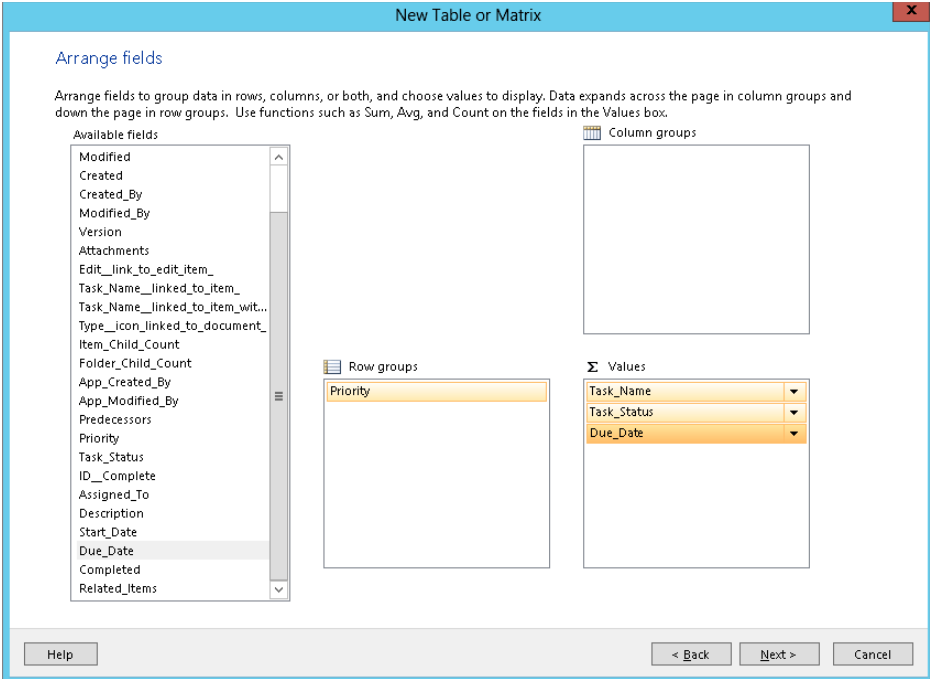 New Table or Matrix
x
Arrange fields
Arrange fields to group data in rows, columns, or both, and choose values to display. Data expands across the page in column groups and
down the page in row groups.  Use functions such as Sum, Avg, and Count on the fields in the Values box.
Available fields
Modified
Created
Created_By
Modified_By
Version
Attachments
Edit__link_to_edit_item_
Task_Name__linked_to_item_
Task_Name__linked_to_item_wit...
Type__icon_linked_to_document_
Item_Child_Count
Folder_Child_Count
App_Created_By
App_Modified_By
Predecessors
Priority
Task_Status
ID__Complete
Assigned_To
Description
Start_Date
Due_Date
Completed
Related_Items
Column groups
Row groups
Priority
Σ Values
Task_Name
Task_Status
Due_Date
Help
< Back
Next >
Cancel